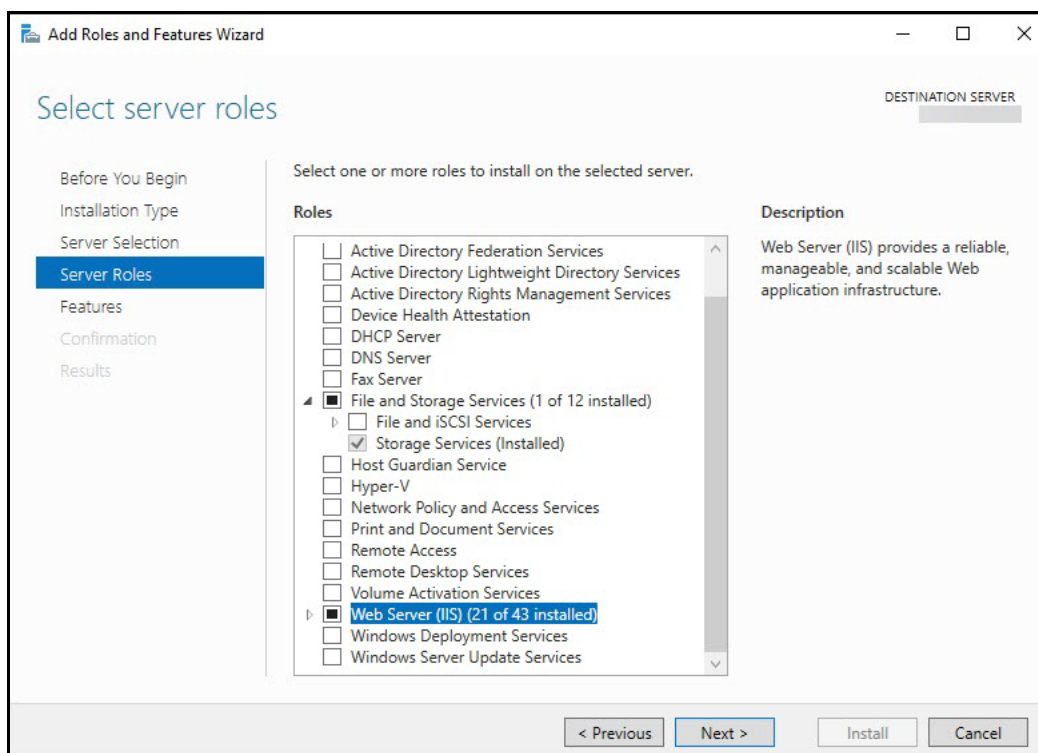 Add Roles and Features Wizard
Select server roles
DESTINATION SERVER
Before You Begin
Installation Type
Server Selection
Server Roles
Features
Confirmation
Results
Select one or more roles to install on the selected server.
Roles
Active Directory Federation Services
Active Directory Lightweight Directory Services
Active Directory Rights Management Services
Device Health Attestation
DHCP Server
DNS Server
Fax Server
File and Storage Services (1 of 12 installed)
File and iSCSI Services
Storage Services (Installed)
Host Guardian Service
Hyper-V
Network Policy and Access Services
Print and Document Services
Remote Access
Remote Desktop Services
Volume Activation Services
Web Server (IIS) (21 of 43 installed)
Windows Deployment Services
Windows Server Update Services
Description
Web Server (IIS) provides a reliable,
manageable, and scalable Web
application infrastructure.
< Previous
Next >
Install
Cancel